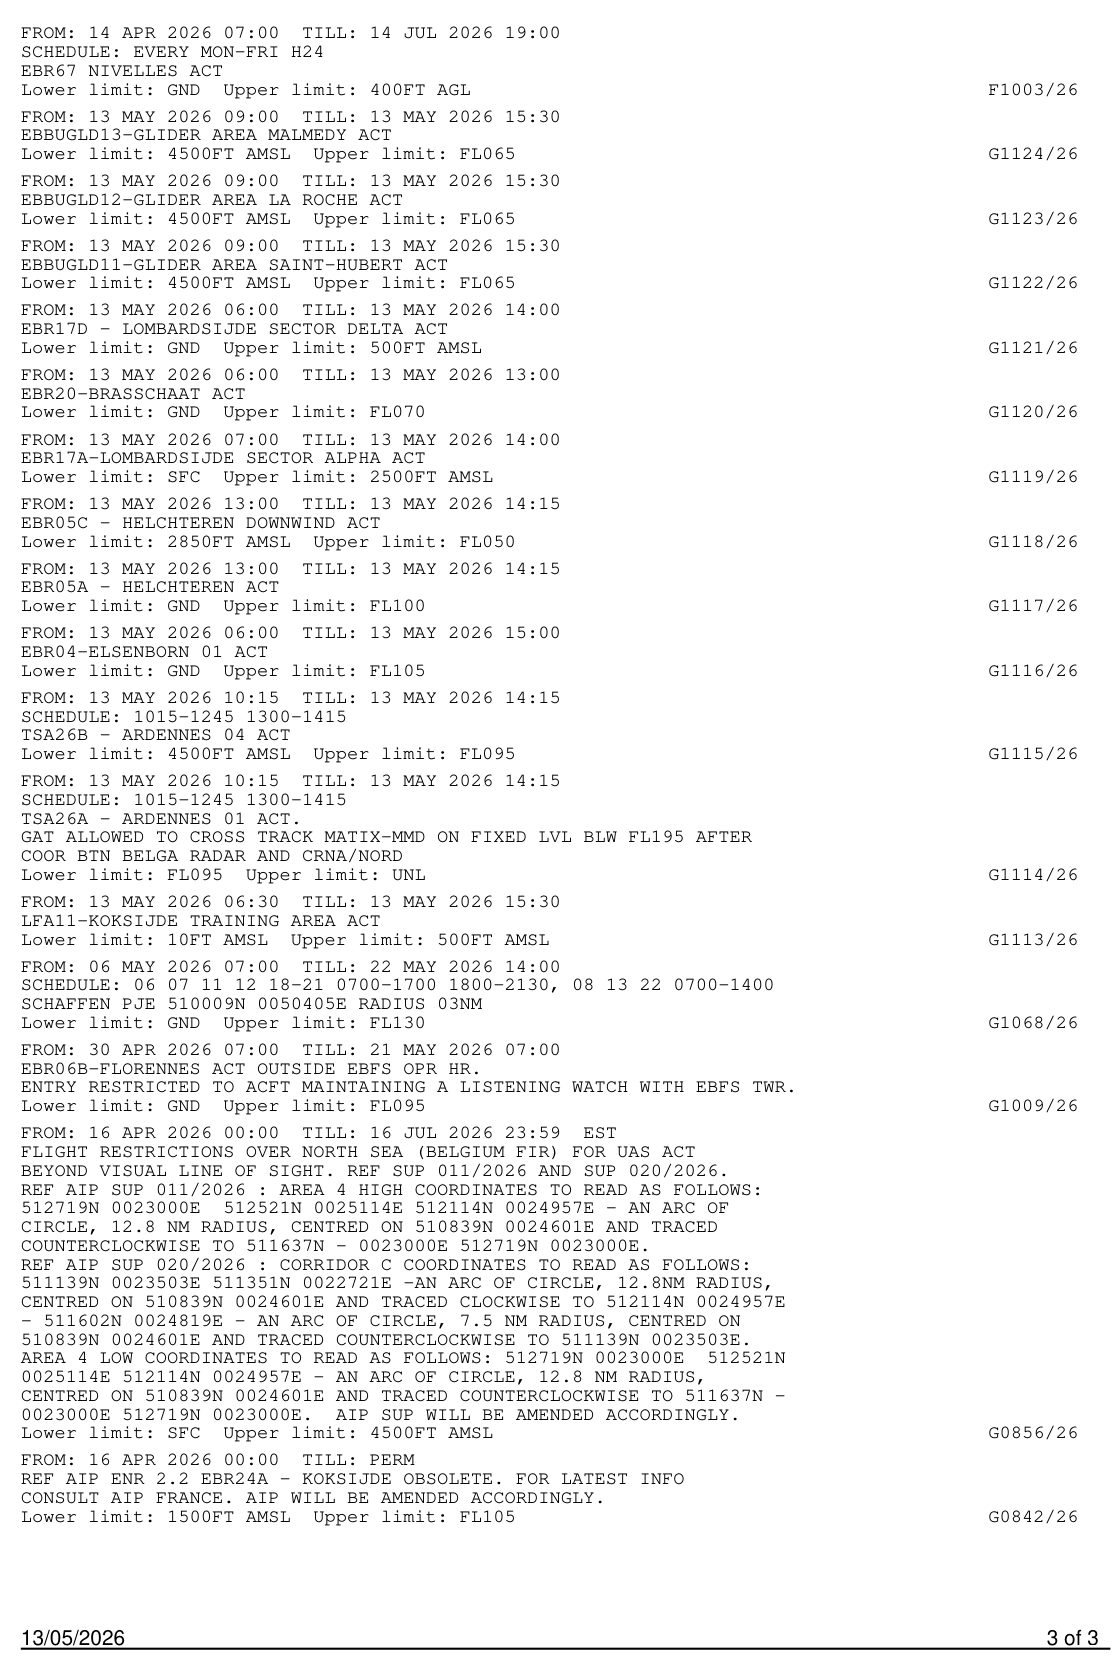 FROM: 14 APR 2026 07:00  TILL: 14 JUL 2026 19:00
SCHEDULE: EVERY MON-FRI H24
EBR67 NIVELLES ACT
Lower limit: GND  Upper limit: 400FT AGL F1003/26
FROM: 13 MAY 2026 09:00  TILL: 13 MAY 2026 15:30
EBBUGLD13-GLIDER AREA MALMEDY ACT
Lower limit: 4500FT AMSL  Upper limit: FL065 G1124/26
FROM: 13 MAY 2026 09:00  TILL: 13 MAY 2026 15:30
EBBUGLD12-GLIDER AREA LA ROCHE ACT
Lower limit: 4500FT AMSL  Upper limit: FL065 G1123/26
FROM: 13 MAY 2026 09:00  TILL: 13 MAY 2026 15:30
EBBUGLD11-GLIDER AREA SAINT-HUBERT ACT
Lower limit: 4500FT AMSL  Upper limit: FL065 G1122/26
FROM: 13 MAY 2026 06:00  TILL: 13 MAY 2026 14:00
EBR17D - LOMBARDSIJDE SECTOR DELTA ACT
Lower limit: GND  Upper limit: 500FT AMSL G1121/26
FROM: 13 MAY 2026 06:00  TILL: 13 MAY 2026 13:00
EBR20-BRASSCHAAT ACT
Lower limit: GND  Upper limit: FL070 G1120/26
FROM: 13 MAY 2026 07:00  TILL: 13 MAY 2026 14:00
EBR17A-LOMBARDSIJDE SECTOR ALPHA ACT
Lower limit: SFC  Upper limit: 2500FT AMSL G1119/26
FROM: 13 MAY 2026 13:00  TILL: 13 MAY 2026 14:15
EBR05C - HELCHTEREN DOWNWIND ACT
Lower limit: 2850FT AMSL  Upper limit: FL050 G1118/26
FROM: 13 MAY 2026 13:00  TILL: 13 MAY 2026 14:15
EBR05A - HELCHTEREN ACT
Lower limit: GND  Upper limit: FL100 G1117/26
FROM: 13 MAY 2026 06:00  TILL: 13 MAY 2026 15:00
EBR04-ELSENBORN 01 ACT
Lower limit: GND  Upper limit: FL105 G1116/26
FROM: 13 MAY 2026 10:15  TILL: 13 MAY 2026 14:15
SCHEDULE: 1015-1245 1300-1415
TSA26B - ARDENNES 04 ACT
Lower limit: 4500FT AMSL  Upper limit: FL095 G1115/26
FROM: 13 MAY 2026 10:15  TILL: 13 MAY 2026 14:15
SCHEDULE: 1015-1245 1300-1415
TSA26A - ARDENNES 01 ACT.
GAT ALLOWED TO CROSS TRACK MATIX-MMD ON FIXED LVL BLW FL195 AFTER
COOR BTN BELGA RADAR AND CRNA/NORD
Lower limit: FL095  Upper limit: UNL G1114/26
FROM: 13 MAY 2026 06:30  TILL: 13 MAY 2026 15:30
LFA11-KOKSIJDE TRAINING AREA ACT
Lower limit: 10FT AMSL  Upper limit: 500FT AMSL G1113/26
FROM: 06 MAY 2026 07:00  TILL: 22 MAY 2026 14:00
SCHEDULE: 06 07 11 12 18-21 0700-1700 1800-2130, 08 13 22 0700-1400
SCHAFFEN PJE 510009N 0050405E RADIUS 03NM
Lower limit: GND  Upper limit: FL130 G1068/26
FROM: 30 APR 2026 07:00  TILL: 21 MAY 2026 07:00
EBR06B-FLORENNES ACT OUTSIDE EBFS OPR HR.
ENTRY RESTRICTED TO ACFT MAINTAINING A LISTENING WATCH WITH EBFS TWR.
Lower limit: GND  Upper limit: FL095 G1009/26
FROM: 16 APR 2026 00:00  TILL: 16 JUL 2026 23:59  EST
FLIGHT RESTRICTIONS OVER NORTH SEA (BELGIUM FIR) FOR UAS ACT
BEYOND VISUAL LINE OF SIGHT. REF SUP 011/2026 AND SUP 020/2026.
REF AIP SUP 011/2026 : AREA 4 HIGH COORDINATES TO READ AS FOLLOWS:
512719N 0023000E  512521N 0025114E 512114N 0024957E - AN ARC OF
CIRCLE, 12.8 NM RADIUS, CENTRED ON 510839N 0024601E AND TRACED
COUNTERCLOCKWISE TO 511637N - 0023000E 512719N 0023000E.
REF AIP SUP 020/2026 : CORRIDOR C COORDINATES TO READ AS FOLLOWS:
511139N 0023503E 511351N 0022721E -AN ARC OF CIRCLE, 12.8NM RADIUS,
CENTRED ON 510839N 0024601E AND TRACED CLOCKWISE TO 512114N 0024957E
- 511602N 0024819E - AN ARC OF CIRCLE, 7.5 NM RADIUS, CENTRED ON
510839N 0024601E AND TRACED COUNTERCLOCKWISE TO 511139N 0023503E.
AREA 4 LOW COORDINATES TO READ AS FOLLOWS: 512719N 0023000E  512521N
0025114E 512114N 0024957E - AN ARC OF CIRCLE, 12.8 NM RADIUS,
CENTRED ON 510839N 0024601E AND TRACED COUNTERCLOCKWISE TO 511637N -
0023000E 512719N 0023000E.  AIP SUP WILL BE AMENDED ACCORDINGLY.
Lower limit: SFC  Upper limit: 4500FT AMSL G0856/26
FROM: 16 APR 2026 00:00  TILL: PERM
REF AIP ENR 2.2 EBR24A - KOKSIJDE OBSOLETE. FOR LATEST INFO
CONSULT AIP FRANCE. AIP WILL BE AMENDED ACCORDINGLY.
Lower limit: 1500FT AMSL  Upper limit: FL105 G0842/26
13/05/2026 3 of 3